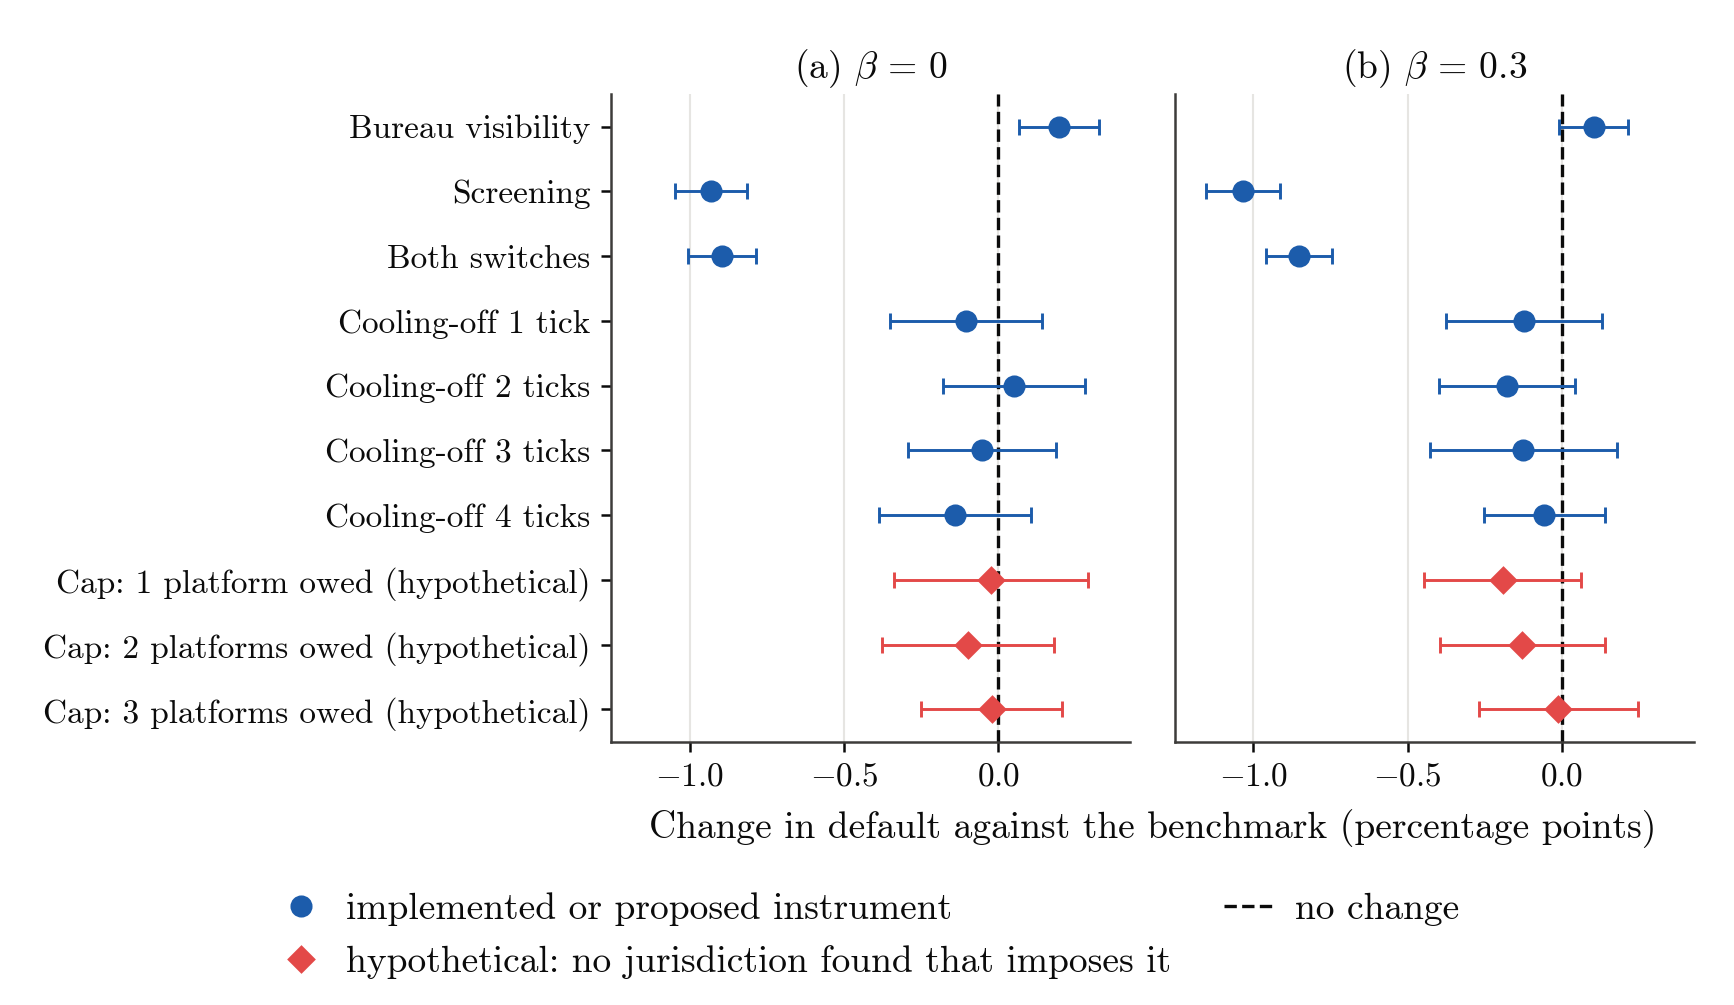 (a) β = 0
(b) β = 0.3
Bureau visibility
Screening
Both switches
Cooling-off 1 tick
Cooling-off 2 ticks
Cooling-off 3 ticks
Cooling-off 4 ticks
Cap: 1 platform owed (hypothetical)
Cap: 2 platforms owed (hypothetical)
Cap: 3 platforms owed (hypothetical)
−1.0 −0.5 0.0
−1.0 −0.5 0.0
Change in default against the benchmark (percentage points)
implemented or proposed instrument
hypothetical: no jurisdiction found that imposes it
no change